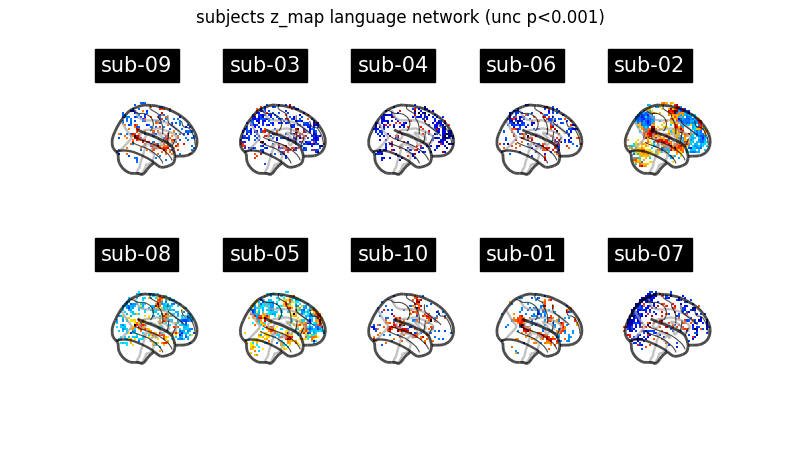 subjects z_map language network (unc p<0.001)
sub-09 sub-03 sub-04 sub-06 sub-02
sub-08 sub-05 sub-10 sub-01 sub-07